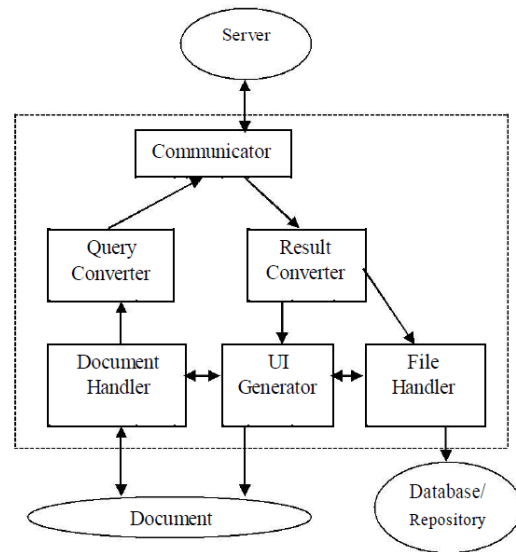 Server
Communicator
Query
Converter
Result
Converter
Document
Handler
UI
Generator
File
Handler
Document
Database/
Repository